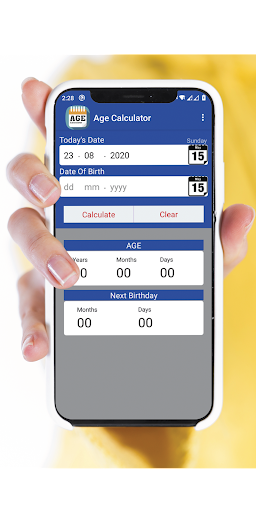 2:28
AGE
Age Calculator
Today's Date
Sunday
23 - 08 - 2020
15
Date Of Birth
dd mm - yyyy
15
Calculate Clear
AGE
Years Months Days
00 00 00
Next Birthday
Months Days
00 00